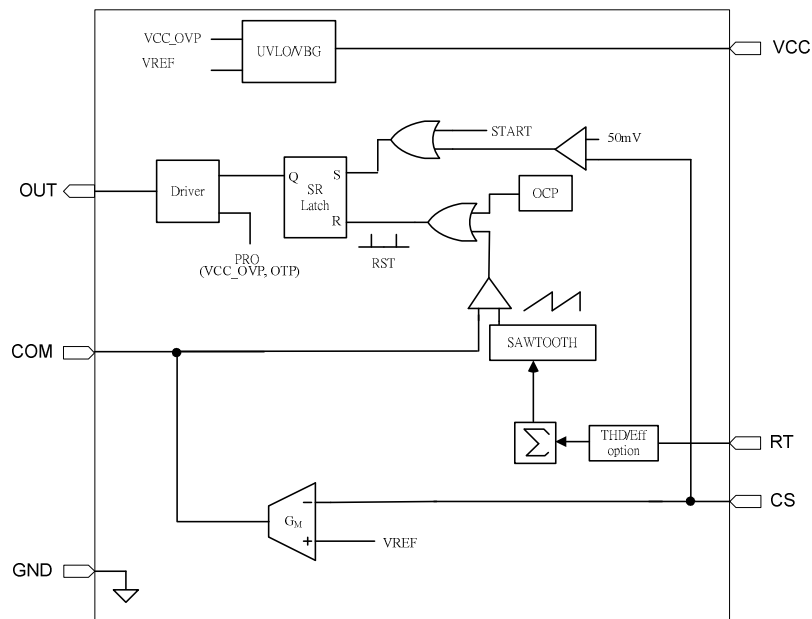 VCC_OVP
VREF
UVLO/VBG
VCC
START
50mV
OUT
Driver
Q
S
SR
Latch
R
OCP
PRO
(VCC_OVP, OTP)
RST
COM
SAWTOOTH
Σ
THD/Eff
option
RT
CS
GM
−
+
VREF
GND